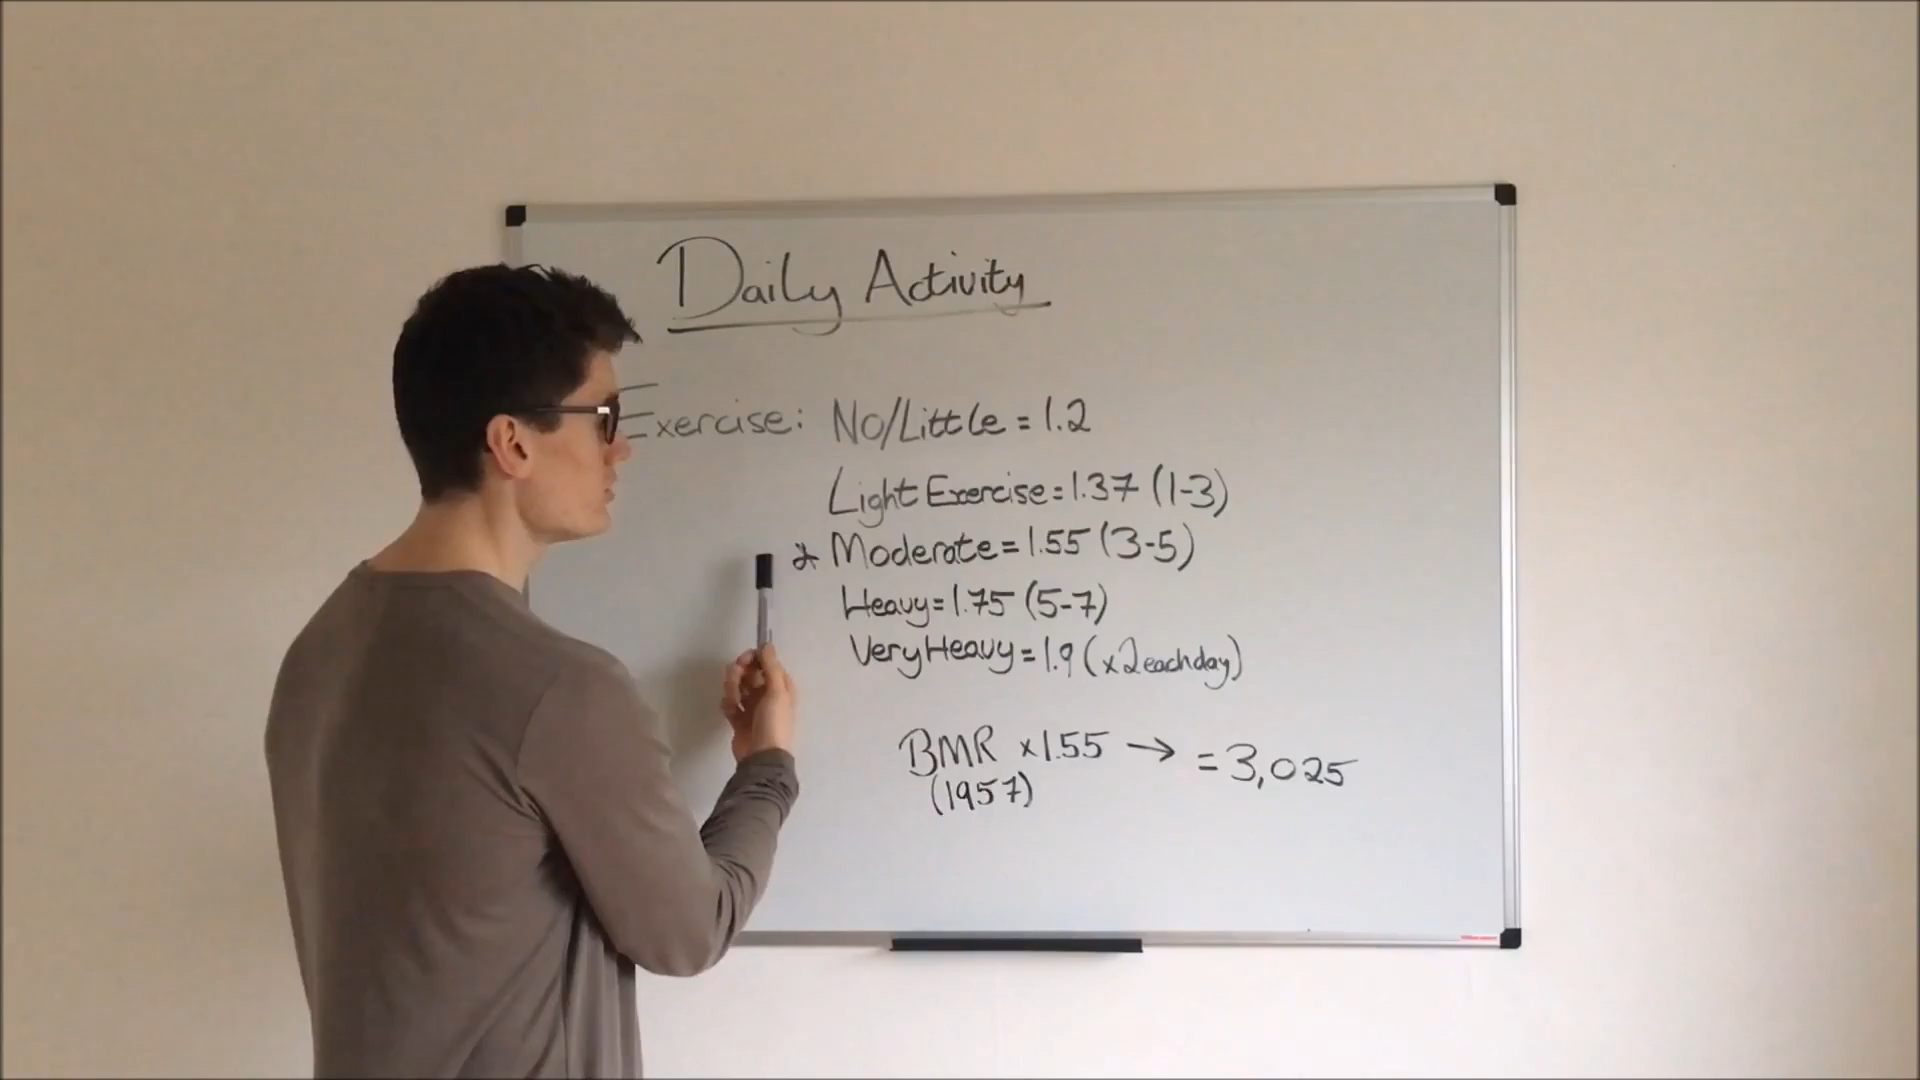 Daily Activity
Exercise: No/Little = 1.2
Light Exercise = 1.37 (1-3)
* Moderate = 1.55 (3-5)
Heavy = 1.75 (5-7)
Very Heavy = 1.9 (x2 each day)
BMR x1.55 → = 3,025
(1957)